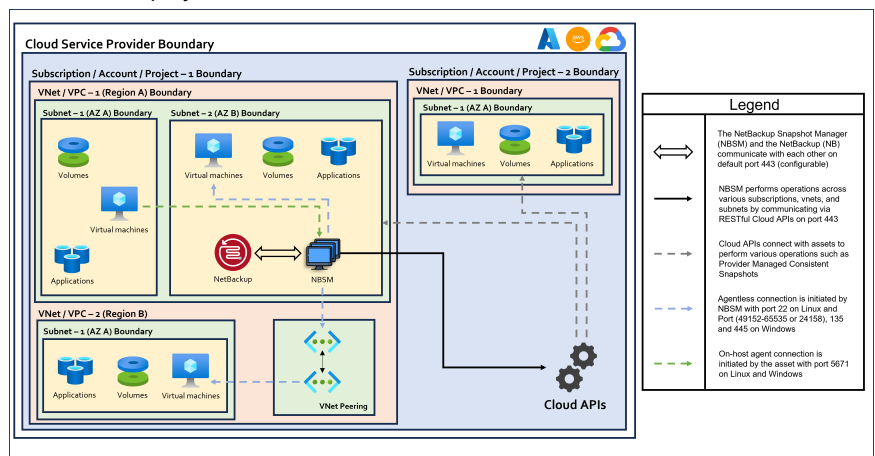 Cloud Service Provider Boundary
aws
Subscription / Account / Project – 1 Boundary
VNet / VPC – 1 (Region A) Boundary
Subnet – 1 (AZ A) Boundary
Volumes
Virtual machines
Applications
Subnet – 2 (AZ B) Boundary
Virtual machines
Volumes
Applications
NetBackup
NBSM
VNet / VPC – 2 (Region B)
Subnet – 1 (AZ A) Boundary
Applications
Volumes
Virtual machines
VNet Peering
Subscription / Account / Project – 2 Boundary
VNet / VPC – 1 Boundary
Subnet – 1 (AZ A) Boundary
Virtual machines
Volumes
Applications
Cloud APIs
Legend
The NetBackup Snapshot Manager
(NBSM) and the NetBackup (NB)
communicate with each other on
default port 443 (configurable)
NBSM performs operations across
various subscriptions, vnets, and
subnets by communicating via
RESTful Cloud APIs on port 443
Cloud APIs connect with assets to
perform various operations such as
Provider Managed Consistent
Snapshots
Agentless connection is initiated by
NBSM with port 22 on Linux and
Port (49152-65535 or 24158), 135
and 445 on Windows
On-host agent connection is
initiated by the asset with port 5671
on Linux and Windows